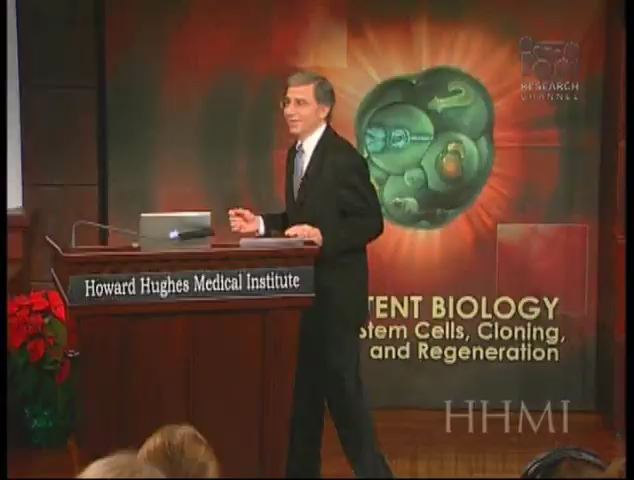 RESEARCH
CHANNEL
Howard Hughes Medical Institute
TENT BIOLOGY
Stem Cells, Cloning,
and Regeneration
HHMI